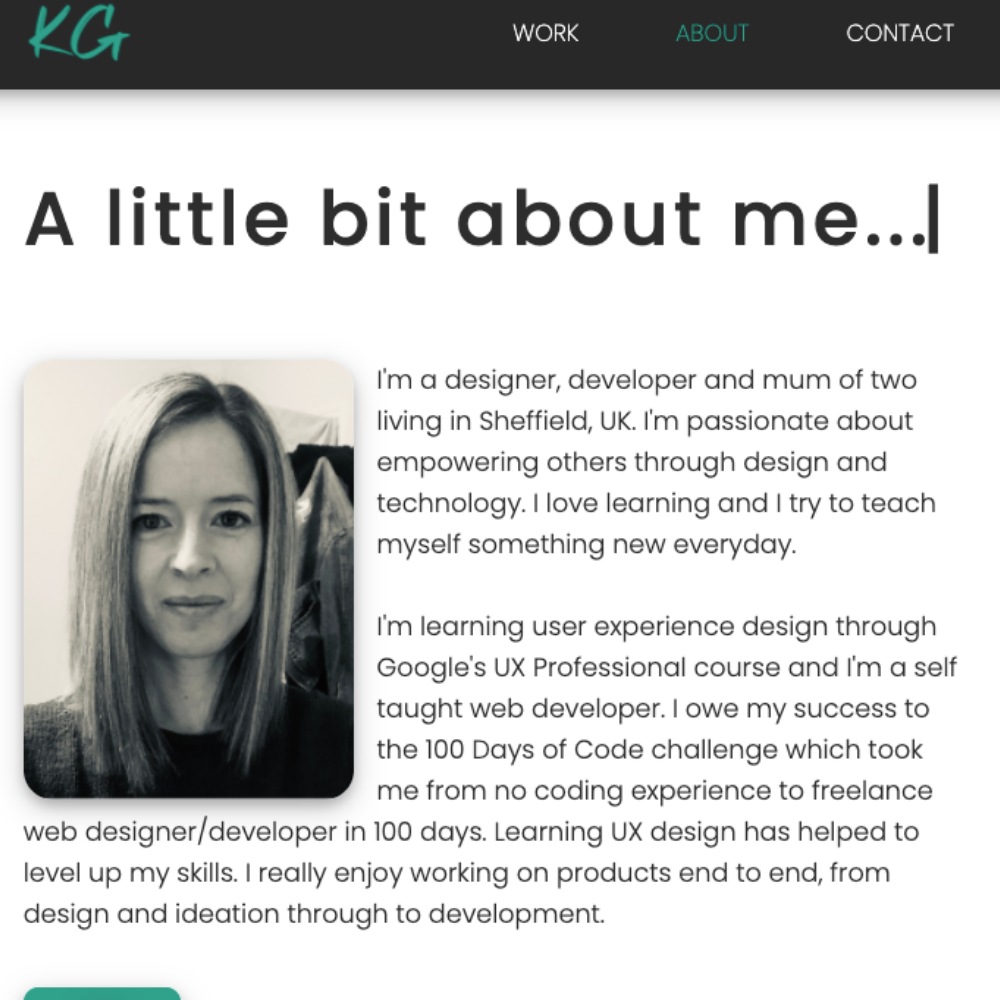 KG
WORK ABOUT CONTACT
A little bit about me...
I'm a designer, developer and mum of two
living in Sheffield, UK. I'm passionate about
empowering others through design and
technology. I love learning and I try to teach
myself something new everyday.
I'm learning user experience design through
Google's UX Professional course and I'm a self
taught web developer. I owe my success to
the 100 Days of Code challenge which took
me from no coding experience to freelance
web designer/developer in 100 days. Learning UX design has helped to
level up my skills. I really enjoy working on products end to end, from
design and ideation through to development.